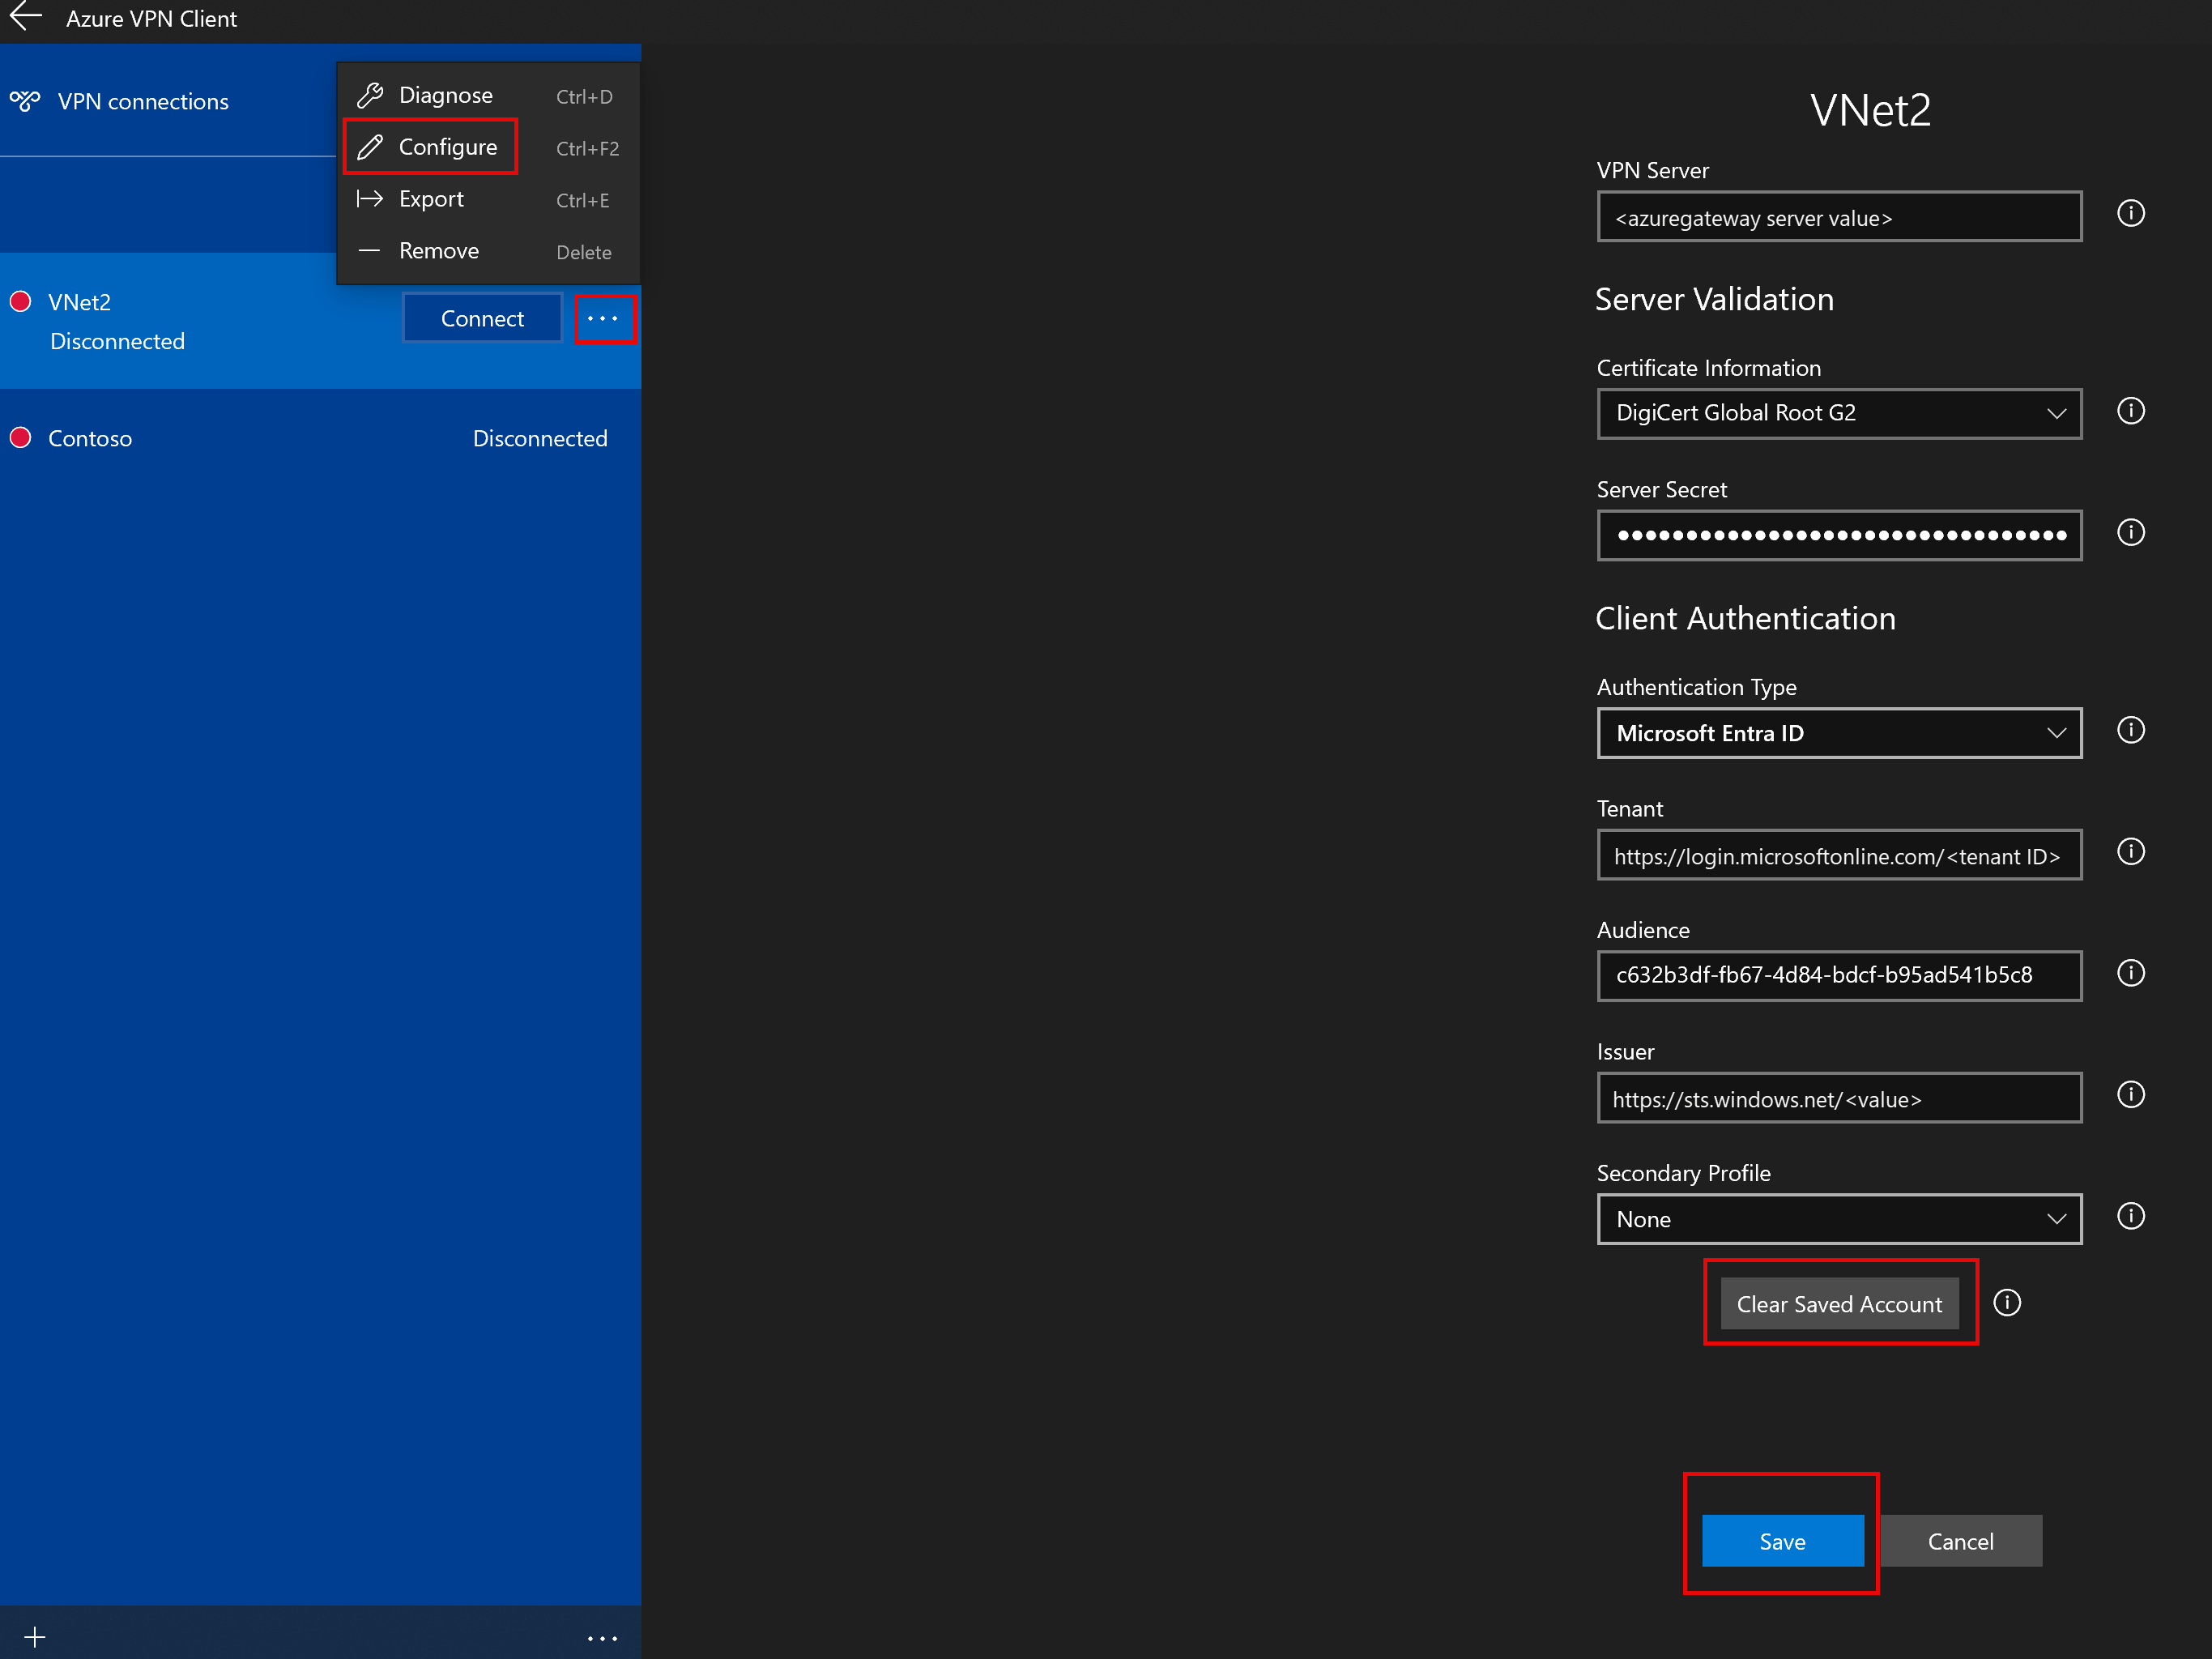 Azure VPN Client
VPN connections
Diagnose Ctrl+D
Configure Ctrl+F2
Export Ctrl+E
Remove Delete
VNet2
Disconnected
Connect
Contoso Disconnected
VNet2
VPN Server
<azuregateway server value>
Server Validation
Certificate Information
DigiCert Global Root G2
Server Secret
●●●●●●●●●●●●●●●●●●●●●●●●●●●●●●●●●
Client Authentication
Authentication Type
Microsoft Entra ID
Tenant
https://login.microsoftonline.com/<tenant ID>
Audience
c632b3df-fb67-4d84-bdcf-b95ad541b5c8
Issuer
https://sts.windows.net/<value>
Secondary Profile
None
Clear Saved Account
Save Cancel